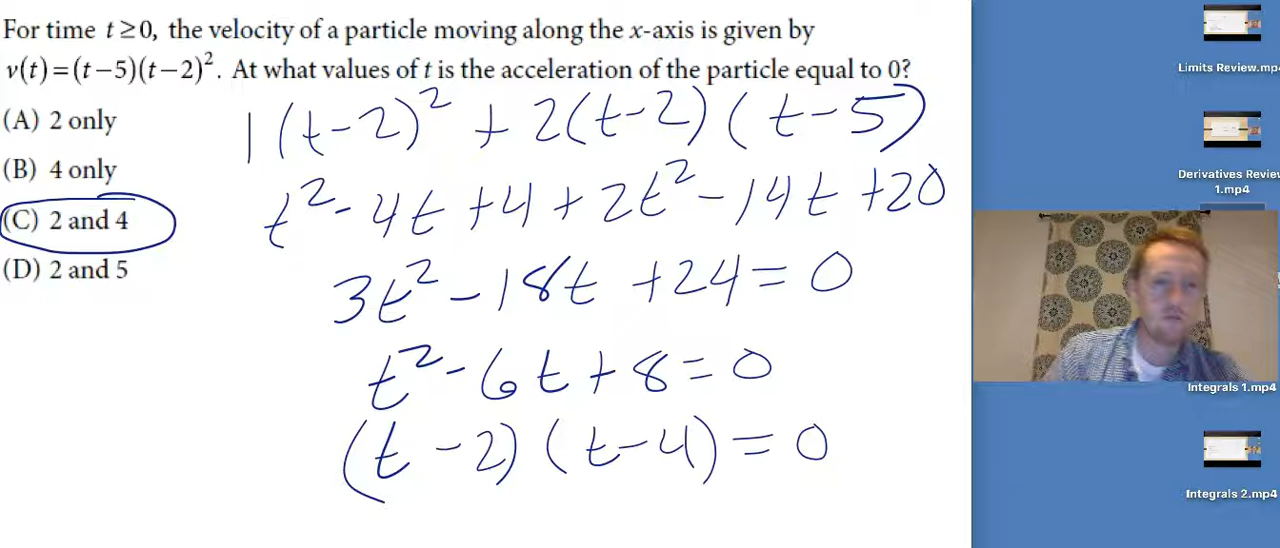 For time t ≥ 0, the velocity of a particle moving along the x-axis is given by
v(t)=(t−5)(t−2)². At what values of t is the acceleration of the particle equal to 0?
(A) 2 only
(B) 4 only
(C) 2 and 4
(D) 2 and 5
1(t-2)² + 2(t-2)(t-5)
t² - 4t + 4 + 2t² - 14t + 20
3t² - 18t + 24 = 0
t² - 6t + 8 = 0
(t-2)(t-4) = 0
Limits Review.mp4
Derivatives Review
1.mp4
Integrals 1.mp4
Integrals 2.mp4